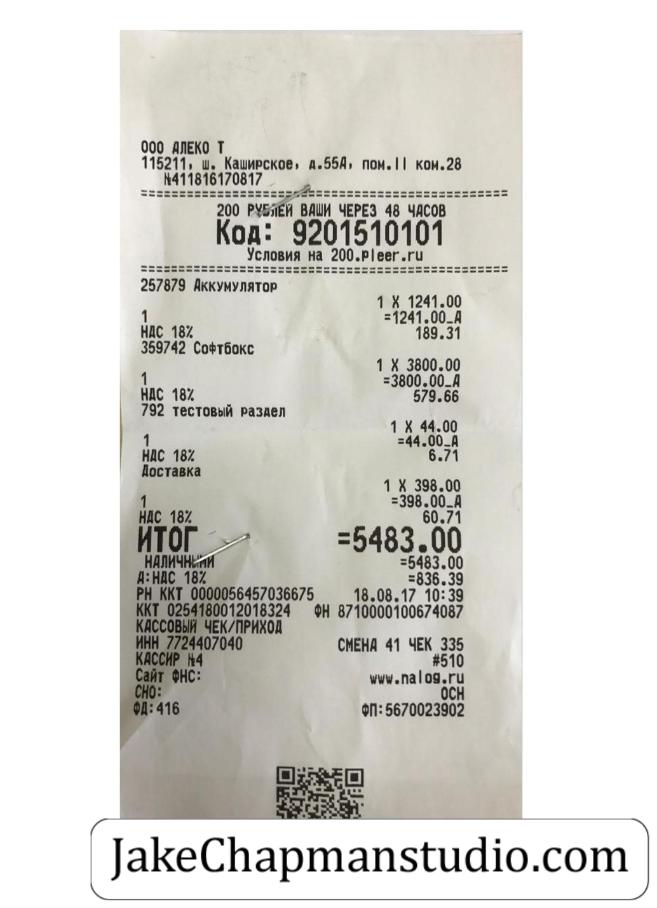 ООО АЛЕКО Т
115211, ш. Каширское, д.55А, пом.II ком.28
№411816170817
200 РУБЛЕЙ ВАШИ ЧЕРЕЗ 48 ЧАСОВ
Код: 9201510101
Условия на 200.pleer.ru
257879 Аккумулятор
1 X 1241.00
1 =1241.00_А
НДС 18% 189.31
359742 Софтбокс
1 X 3800.00
1 =3800.00_А
НДС 18% 579.66
792 тестовый раздел
1 X 44.00
1 =44.00_А
НДС 18% 6.71
Доставка
1 X 398.00
1 =398.00_А
НДС 18% 60.71
ИТОГ =5483.00
НАЛИЧНЫМИ =5483.00
А:НДС 18% =836.39
РН ККТ 0000056457036675 18.08.17 10:39
ККТ 0254180012018324 ФН 8710000100674087
КАССОВЫЙ ЧЕК/ПРИХОД
ИНН 7724407040 СМЕНА 41 ЧЕК 335
КАССИР №4 #510
Сайт ФНС: www.nalog.ru
СНО: ОСН
ФД:416 ФП:5670023902
JakeChapmanstudio.com